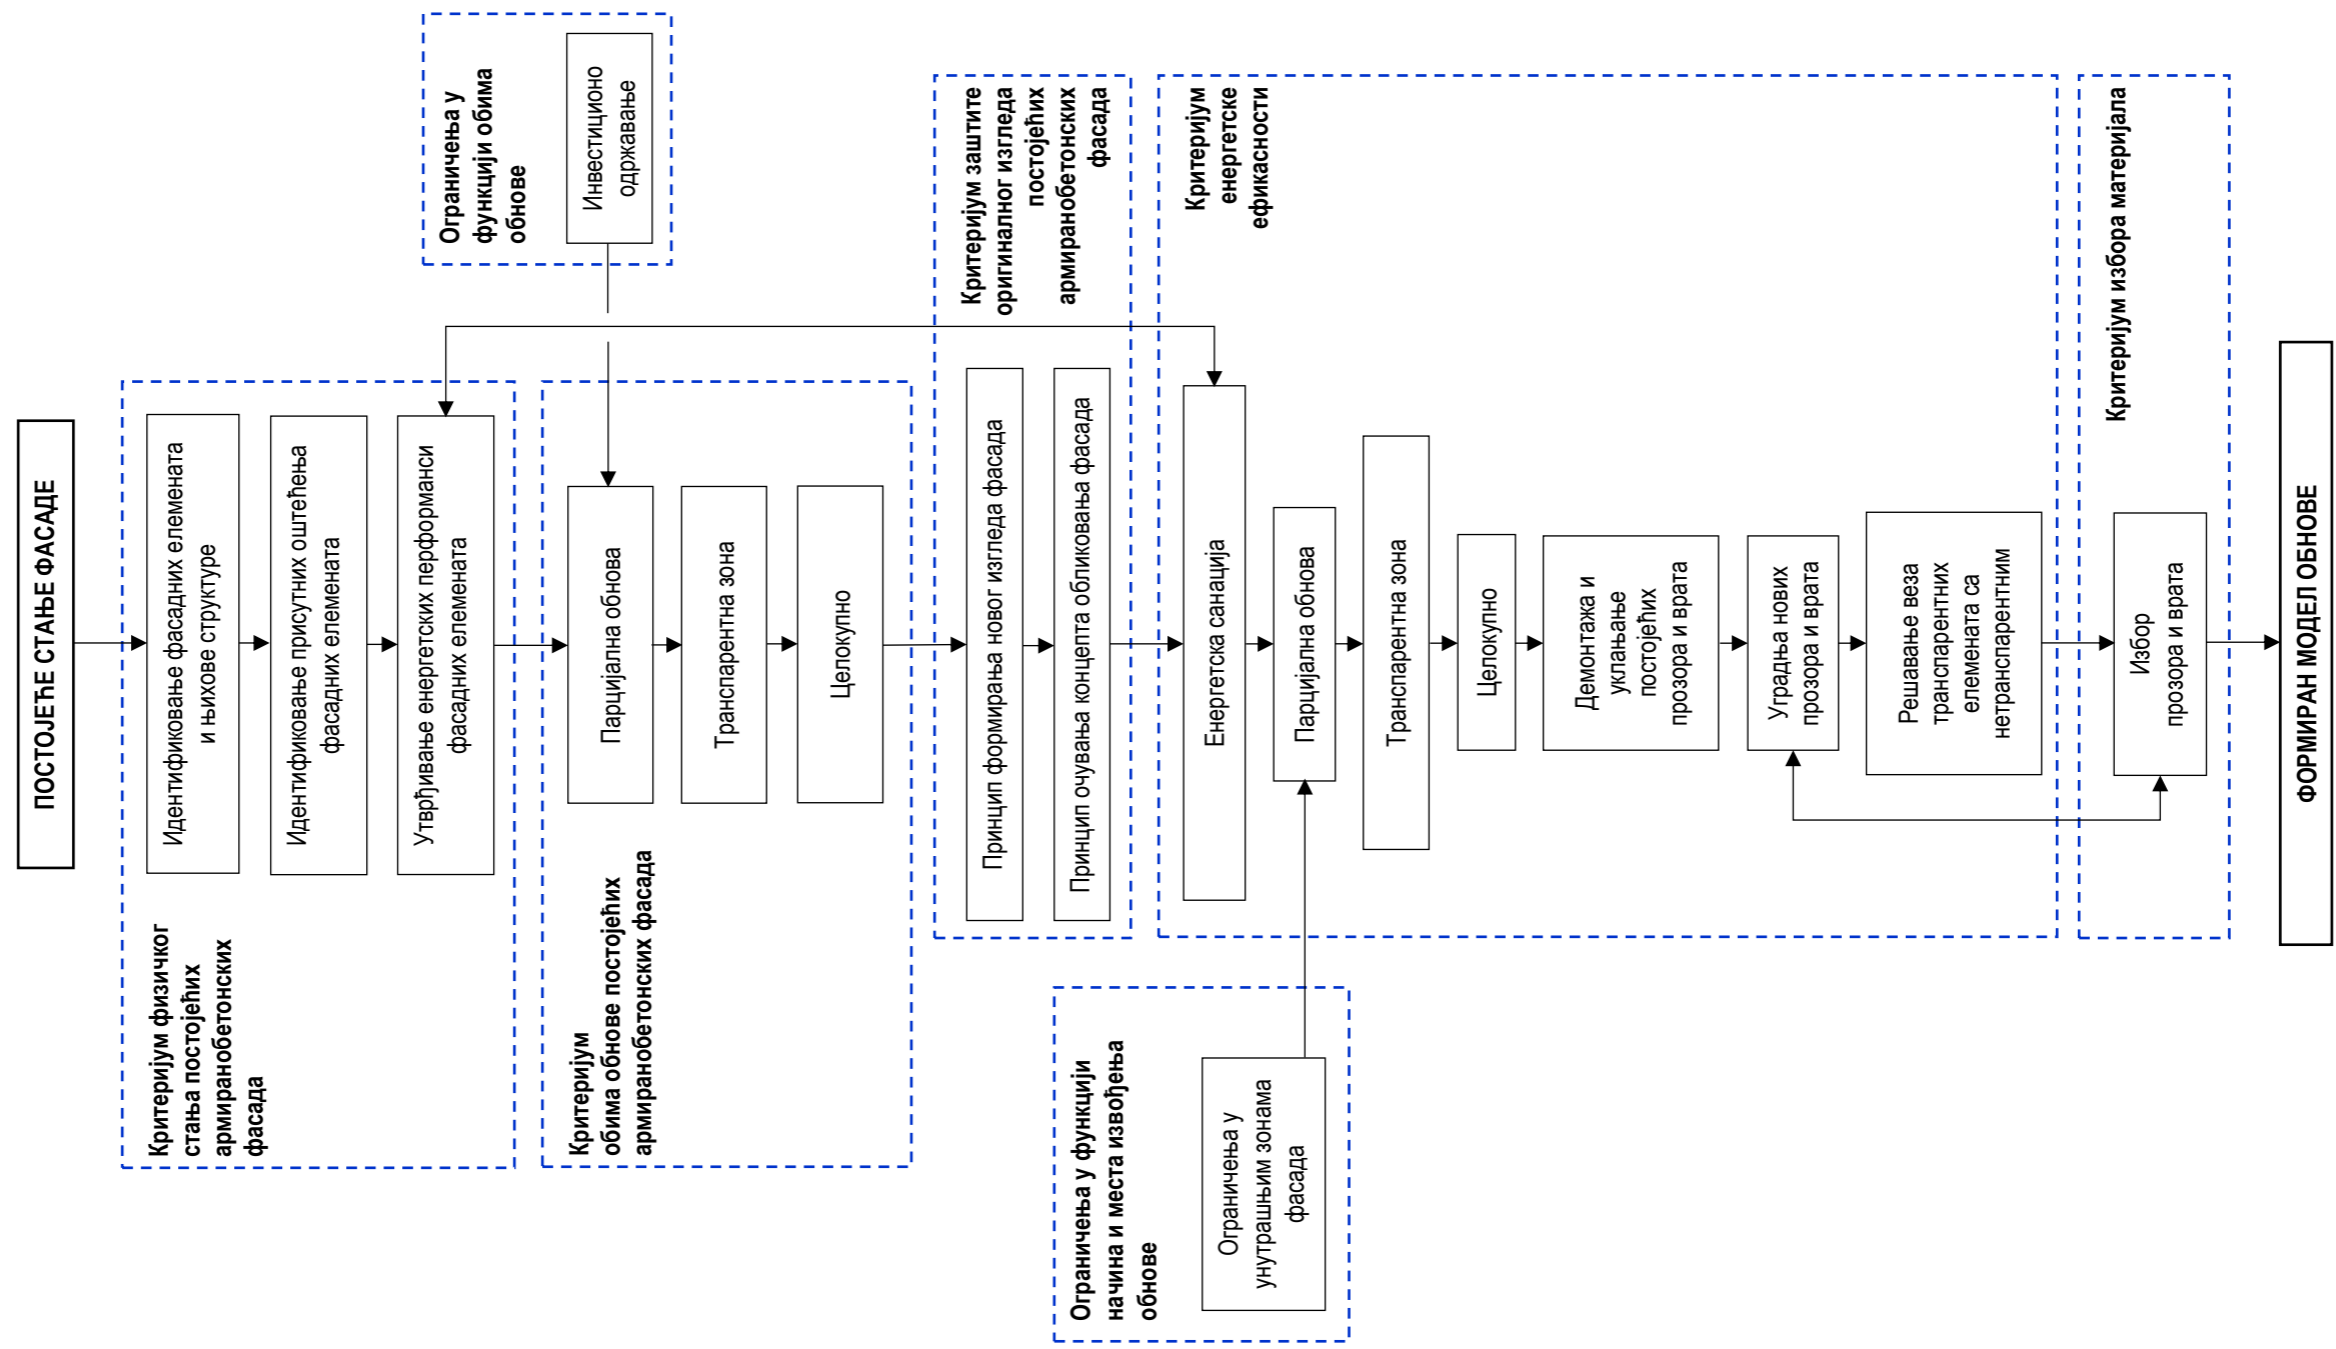 ПОСТОЈЕЋЕ СТАЊЕ ФАСАДЕ
Критеријум физичког
стања постојећих
армиранобетонских
фасада
Идентификовање фасадних елемената
и њихове структуре
Идентификовање присутних оштећења
фасадних елемената
Утврђивање енергетских перформанси
фасадних елемената
Ограничења у
функцији обима
обнове
Инвестиционо
одржавање
Критеријум
обима обнове постојећих
армиранобетонских фасада
Парцијална обнова
Транспарентна зона
Целокупно
Критеријум заштите
оригиналног изгледа
постојећих
армиранобетонских
фасада
Принцип формирања новог изгледа фасада
Принцип очувања концепта обликовања фасада
Ограничења у функцији
начина и места извођења
обнове
Ограничења у
унутрашњим зонама
фасада
Критеријум
енергетске
ефикасности
Енергетска санација
Парцијална обнова
Транспарентна зона
Целокупно
Демонтажа и
уклањање
постојећих
прозора и врата
Уградња нових
прозора и врата
Решавање веза
транспарентних
елемената са
нетранспарентним
Критеријум избора материјала
Избор
прозора и врата
ФОРМИРАН МОДЕЛ ОБНОВЕ